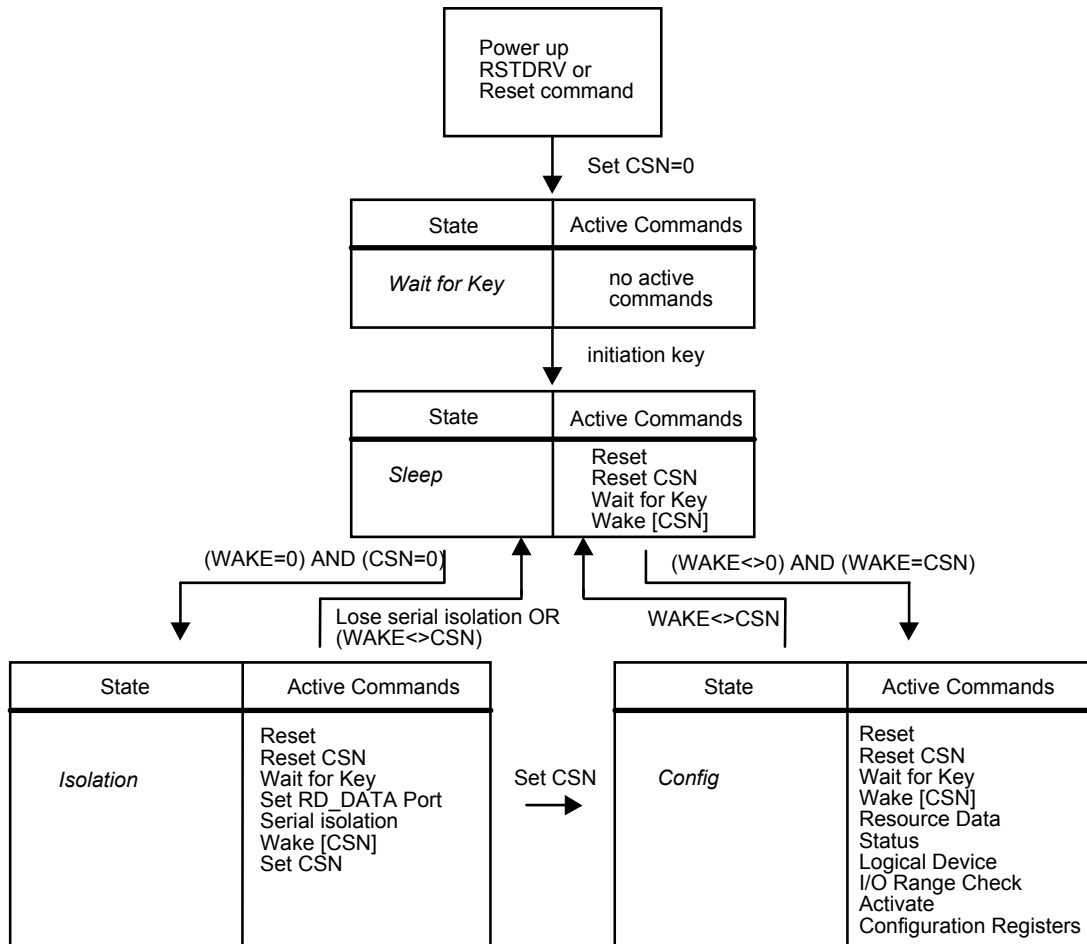 Power up
RSTDRV or
Reset command
Set CSN=0
State
Active Commands
Wait for Key
no active
commands
initiation key
State
Active Commands
Sleep
Reset
Reset CSN
Wait for Key
Wake [CSN]
(WAKE=0) AND (CSN=0)
(WAKE<>0) AND (WAKE=CSN)
Lose serial isolation OR
(WAKE<>CSN)
WAKE<>CSN
State
Active Commands
Isolation
Reset
Reset CSN
Wait for Key
Set RD_DATA Port
Serial isolation
Wake [CSN]
Set CSN
Set CSN
State
Active Commands
Config
Reset
Reset CSN
Wait for Key
Wake [CSN]
Resource Data
Status
Logical Device
I/O Range Check
Activate
Configuration Registers